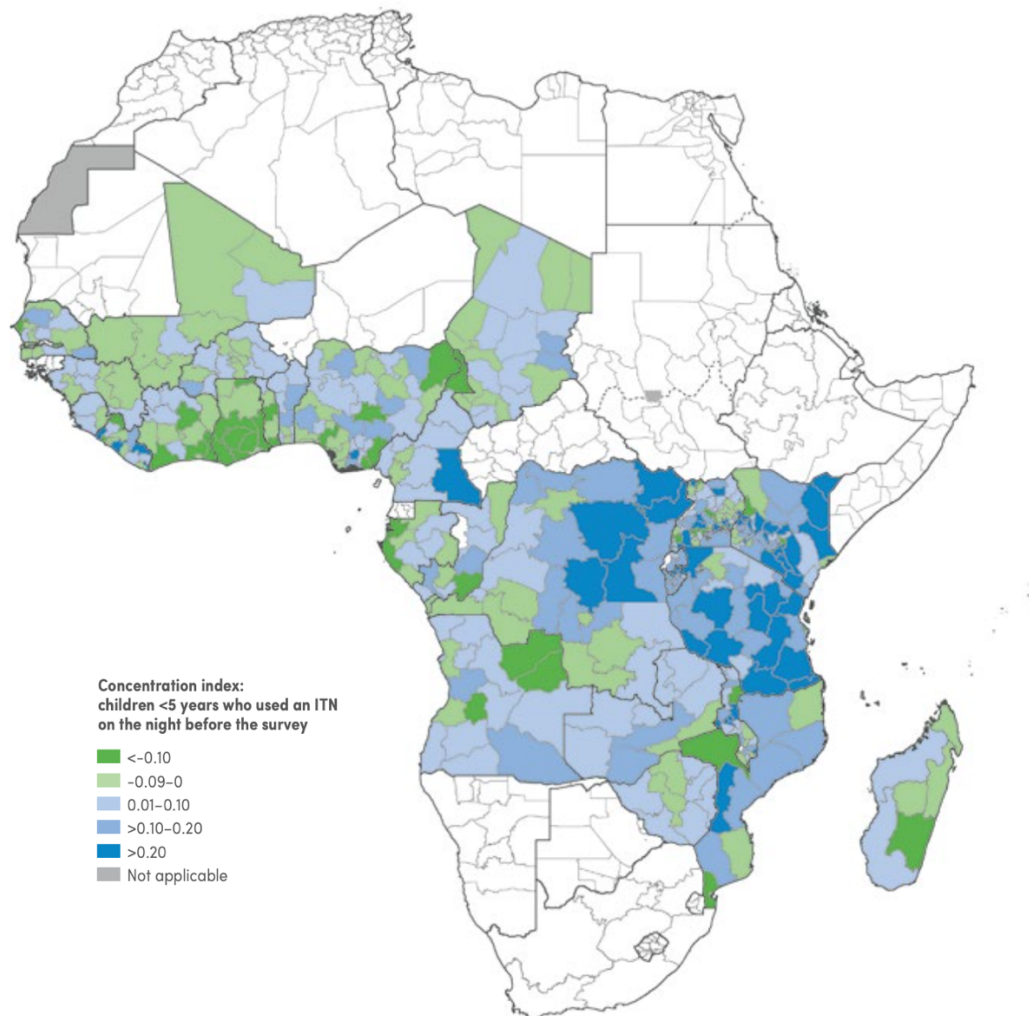 Concentration index:
children <5 years who used an ITN
on the night before the survey
<-0.10
-0.09–0
0.01–0.10
>0.10–0.20
>0.20
Not applicable